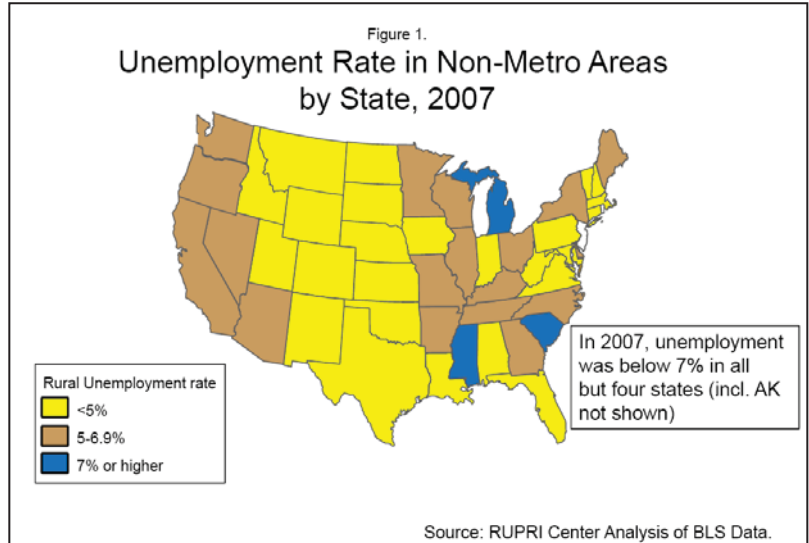 Figure 1.
Unemployment Rate in Non-Metro Areas
by State, 2007
In 2007, unemployment
was below 7% in all
but four states (incl. AK
not shown)
Rural Unemployment rate
<5%
5-6.9%
7% or higher
Source: RUPRI Center Analysis of BLS Data.